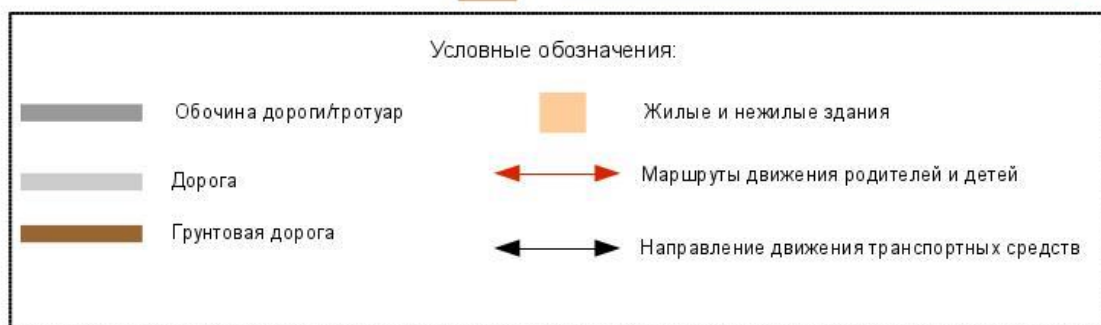 Условные обозначения:
Обочина дороги/тротуар
Жилые и нежилые здания
Дорога
Маршруты движения родителей и детей
Грунтовая дорога
Направление движения транспортных средств